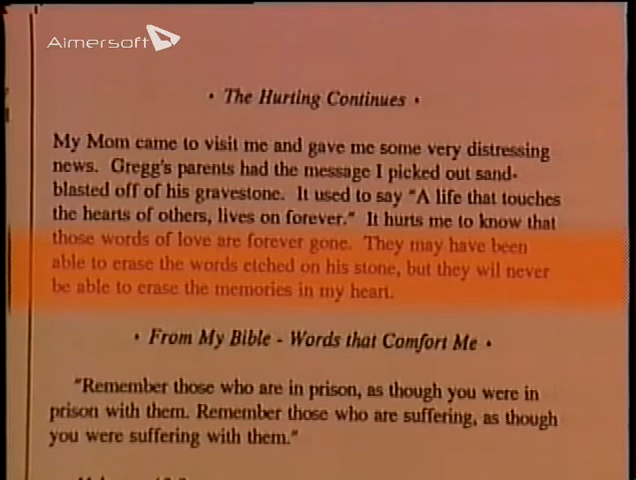 Aimersoft
• The Hurting Continues •
My Mom came to visit me and gave me some very distressing
news. Gregg's parents had the message I picked out sand-
blasted off of his gravestone. It used to say "A life that touches
the hearts of others, lives on forever." It hurts me to know that
those words of love are forever gone. They may have been
able to erase the words etched on his stone, but they wil never
be able to erase the memories in my heart.
• From My Bible - Words that Comfort Me •
"Remember those who are in prison, as though you were in
prison with them. Remember those who are suffering, as though
you were suffering with them."